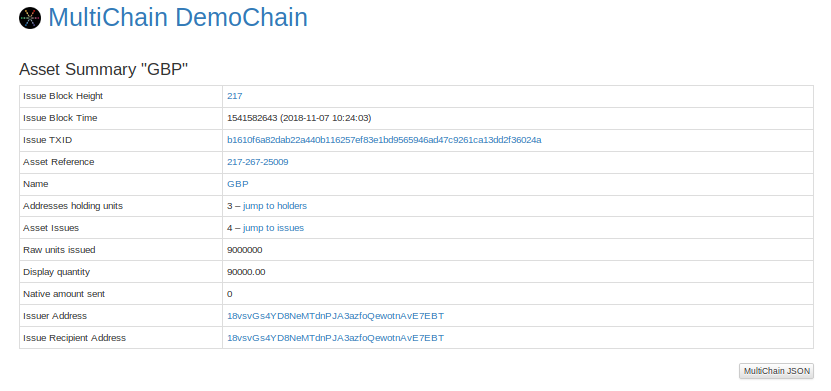 MultiChain DemoChain
Asset Summary "GBP"
Issue Block Height 217
Issue Block Time 1541582643 (2018-11-07 10:24:03)
Issue TXID b1610f6a82dab22a440b116257ef83e1bd9565946ad47c9261ca13dd2f36024a
Asset Reference 217-267-25009
Name GBP
Addresses holding units 3 – jump to holders
Asset Issues 4 – jump to issues
Raw units issued 9000000
Display quantity 90000.00
Native amount sent 0
Issuer Address 18vsvGs4YD8NeMTdnPJA3azfoQewotnAvE7EBT
Issue Recipient Address 18vsvGs4YD8NeMTdnPJA3azfoQewotnAvE7EBT
MultiChain JSON